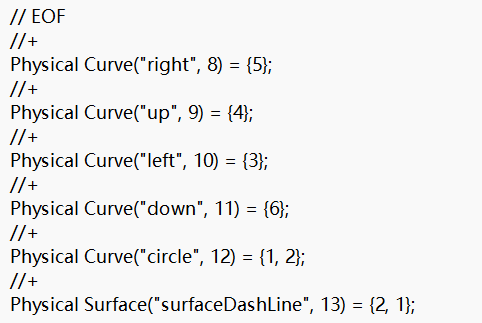 // EOF
//+
Physical Curve("right", 8) = {5};
//+
Physical Curve("up", 9) = {4};
//+
Physical Curve("left", 10) = {3};
//+
Physical Curve("down", 11) = {6};
//+
Physical Curve("circle", 12) = {1, 2};
//+
Physical Surface("surfaceDashLine", 13) = {2, 1};